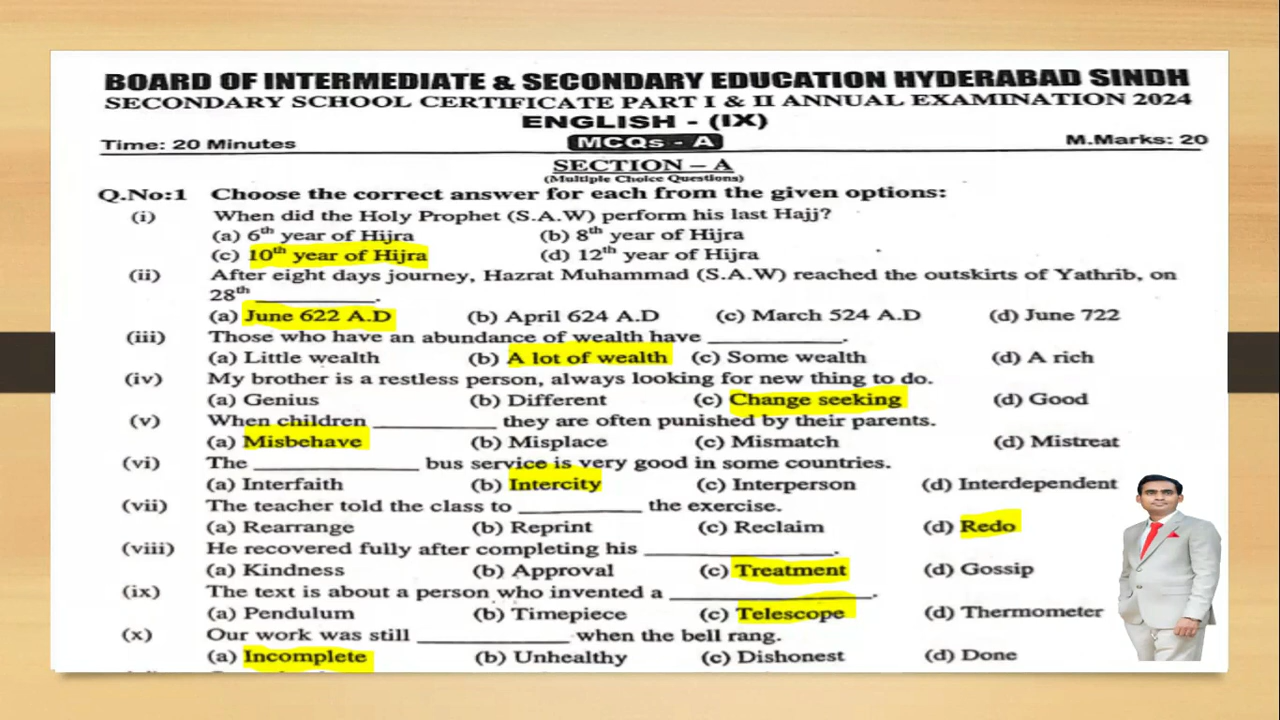 BOARD OF INTERMEDIATE & SECONDARY EDUCATION HYDERABAD SINDH
SECONDARY SCHOOL CERTIFICATE PART I & II ANNUAL EXAMINATION 2024
ENGLISH - (IX)
Time: 20 Minutes MCQs - A M.Marks: 20
SECTION – A
(Multiple Choice Questions)
Q.No:1 Choose the correct answer for each from the given options:
(i) When did the Holy Prophet (S.A.W) perform his last Hajj?
(a) 6th year of Hijra (b) 8th year of Hijra
(c) 10th year of Hijra (d) 12th year of Hijra
(ii) After eight days journey, Hazrat Muhammad (S.A.W) reached the outskirts of Yathrib, on
28th __________.
(a) June 622 A.D (b) April 624 A.D (c) March 524 A.D (d) June 722
(iii) Those who have an abundance of wealth have ___________.
(a) Little wealth (b) A lot of wealth (c) Some wealth (d) A rich
(iv) My brother is a restless person, always looking for new thing to do.
(a) Genius (b) Different (c) Change seeking (d) Good
(v) When children __________ they are often punished by their parents.
(a) Misbehave (b) Misplace (c) Mismatch (d) Mistreat
(vi) The ______________ bus service is very good in some countries.
(a) Interfaith (b) Intercity (c) Interperson (d) Interdependent
(vii) The teacher told the class to __________ the exercise.
(a) Rearrange (b) Reprint (c) Reclaim (d) Redo
(viii) He recovered fully after completing his ________________.
(a) Kindness (b) Approval (c) Treatment (d) Gossip
(ix) The text is about a person who invented a _________________.
(a) Pendulum (b) Timepiece (c) Telescope (d) Thermometer
(x) Our work was still _____________ when the bell rang.
(a) Incomplete (b) Unhealthy (c) Dishonest (d) Done